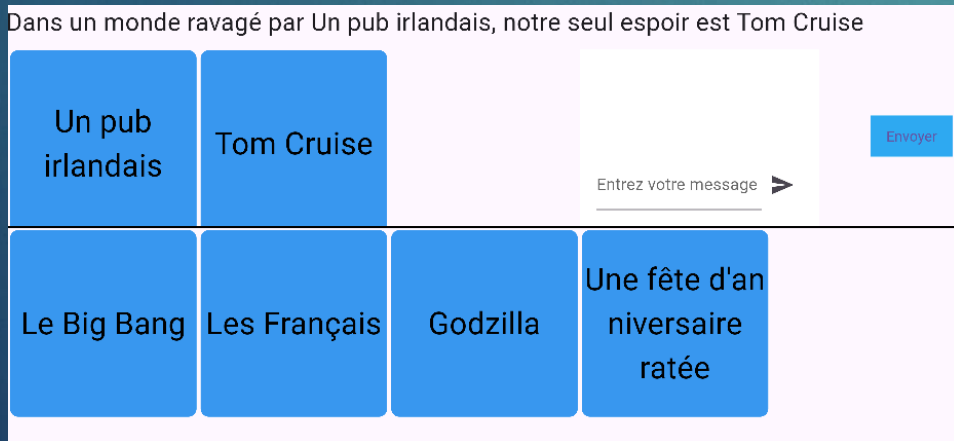 Dans un monde ravagé par Un pub irlandais, notre seul espoir est Tom Cruise
Un pub
irlandais
Tom Cruise
Entrez votre message
Envoyer
Le Big Bang
Les Français
Godzilla
Une fête d'an
niversaire
ratée